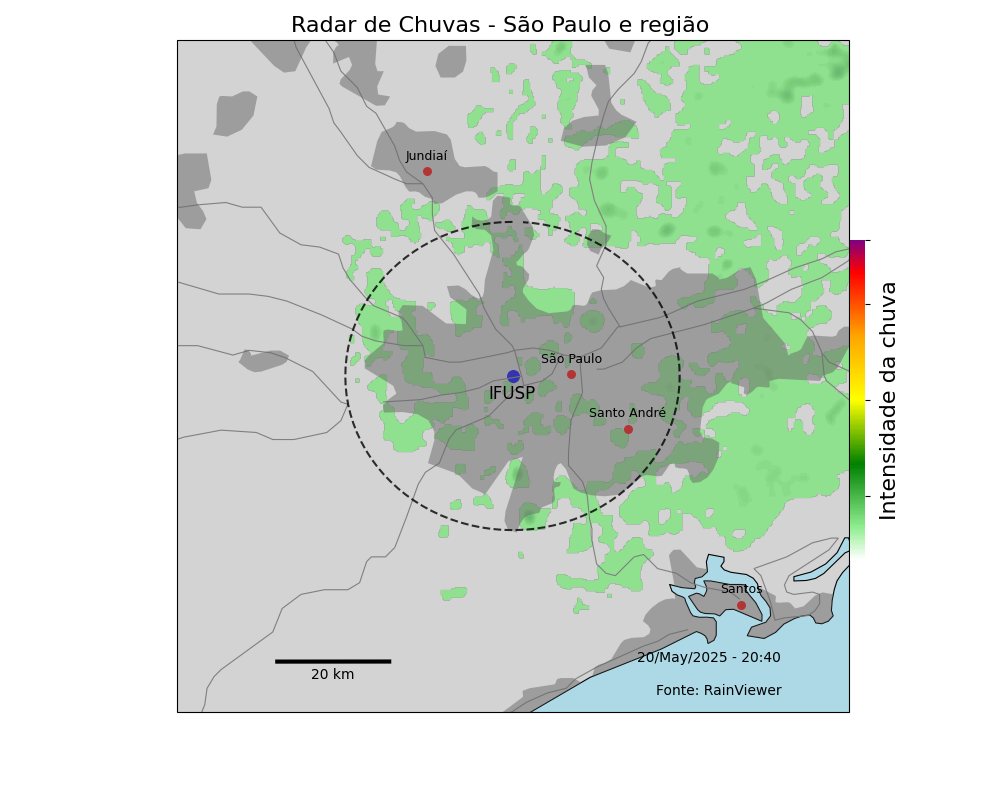 Radar de Chuvas - São Paulo e região
Jundiaí
São Paulo
IFUSP
Santo André
Santos
20 km
20/May/2025 - 20:40
Fonte: RainViewer
Intensidade da chuva